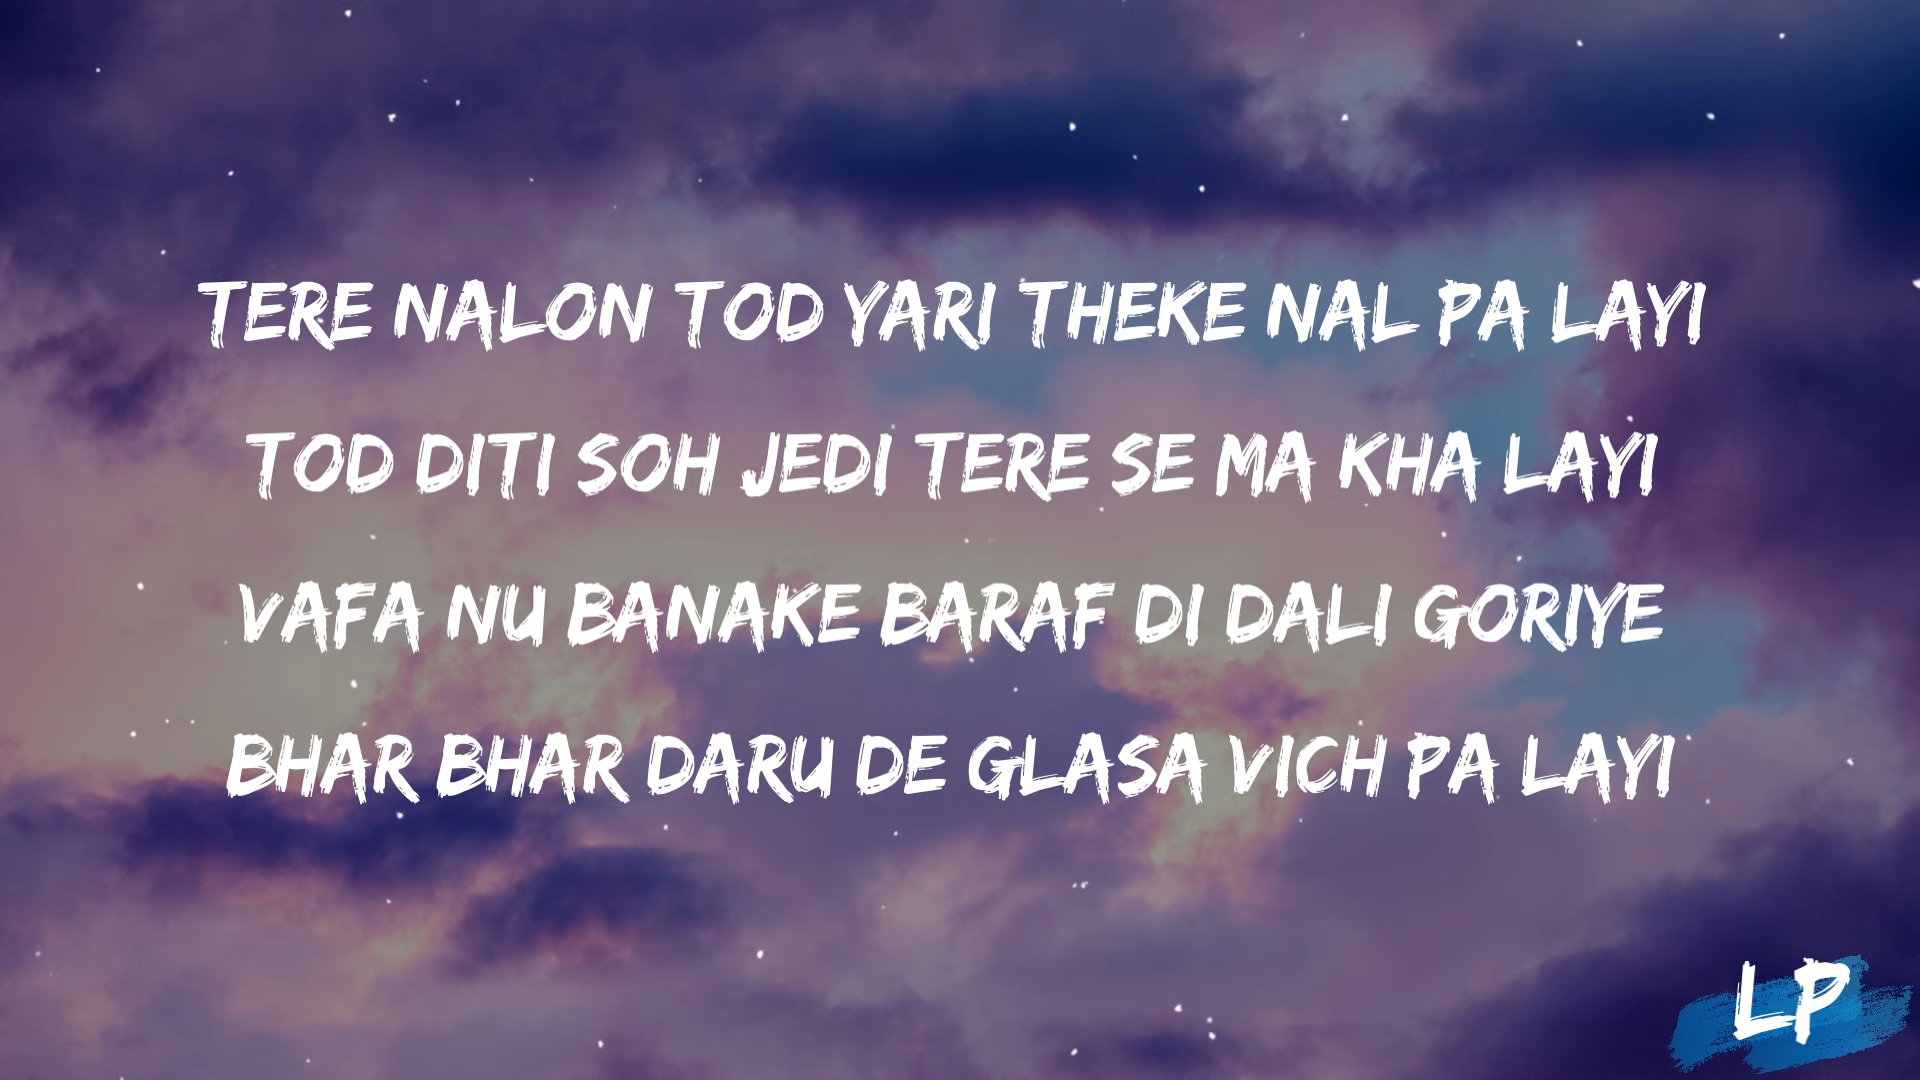 TERE NALON TOD YARI THEKE NAL PA LAYI
TOD DITI SOH JEDI TERE SE MA KHA LAYI
VAFA NU BANAKE BARAF DI DALI GORIYE
BHAR BHAR DARU DE GLASA VICH PA LAYI
LP